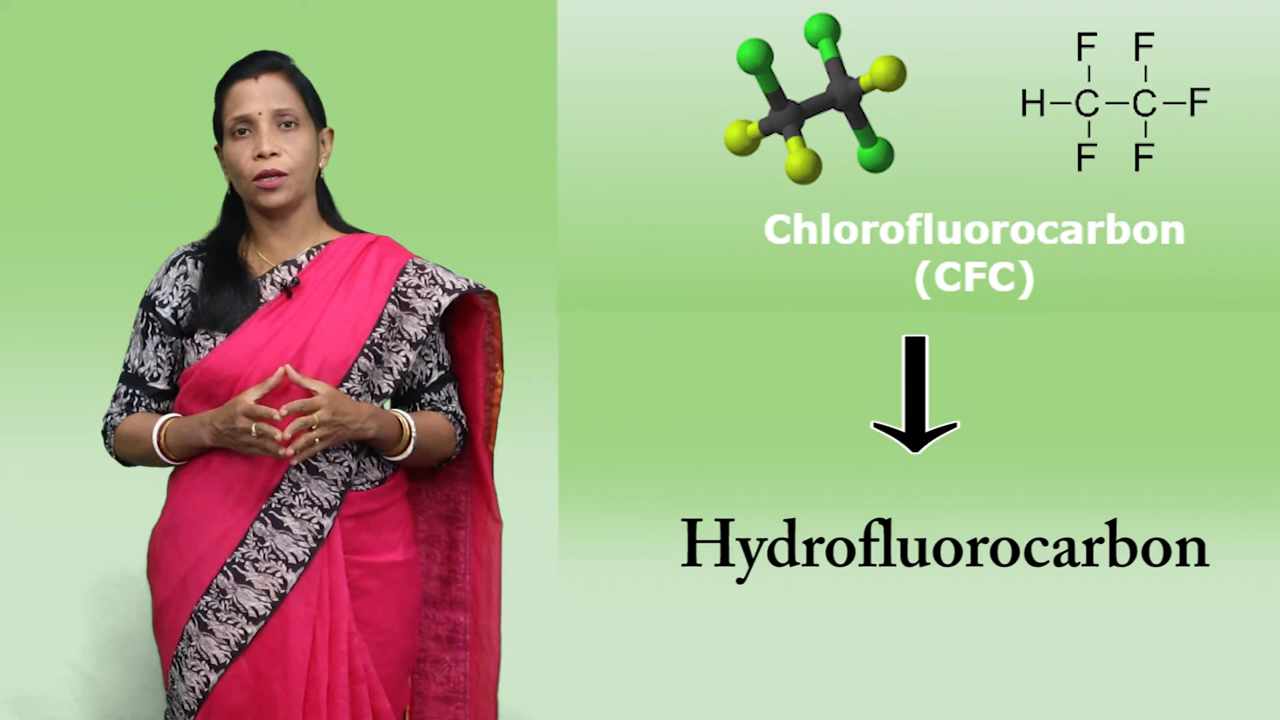 F F
H C C F
F F
Chlorofluorocarbon
(CFC)
Hydrofluorocarbon